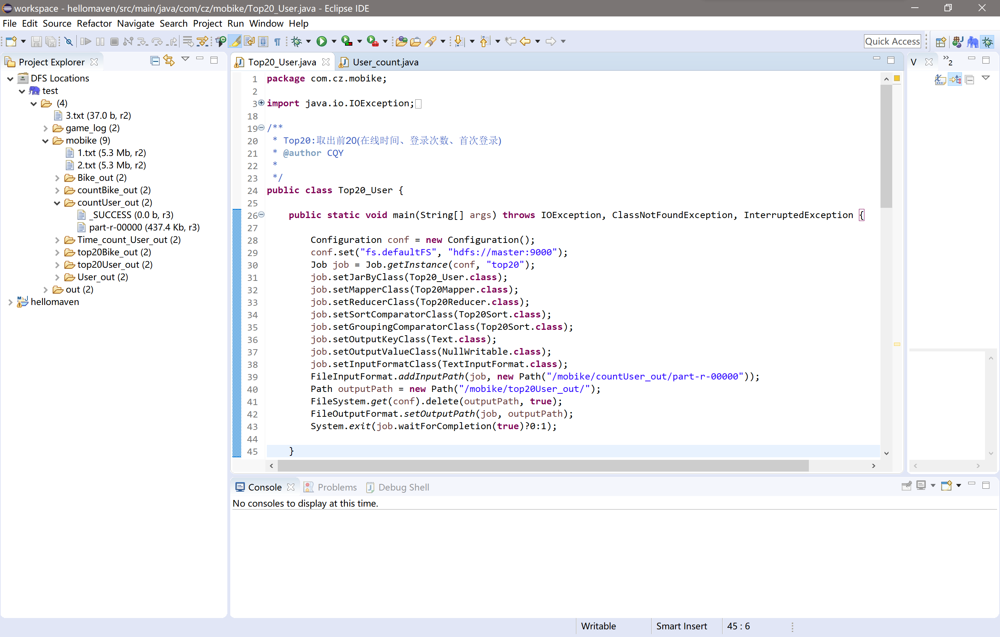 workspace - hellomaven/src/main/java/com/cz/mobike/Top20_User.java - Eclipse IDE
File Edit Source Refactor Navigate Search Project Run Window Help
Quick Access
Project Explorer
DFS Locations
test
(4)
3.txt (37.0 b, r2)
game_log (2)
mobike (9)
1.txt (5.3 Mb, r2)
2.txt (5.3 Mb, r2)
Bike_out (2)
countBike_out (2)
countUser_out (2)
_SUCCESS (0.0 b, r3)
part-r-00000 (437.4 Kb, r3)
Time_count_User_out (2)
top20Bike_out (2)
top20User_out (2)
User_out (2)
out (2)
hellomaven
Top20_User.java User_count.java
1 package com.cz.mobike;
2
3 import java.io.IOException;
18
19 /**
20 * Top20:取出前20(在线时间、登录次数、首次登录)
21 * @author CQY
22 *
23 */
24 public class Top20_User {
25
26 public static void main(String[] args) throws IOException, ClassNotFoundException, InterruptedException {
27
28 Configuration conf = new Configuration();
29 conf.set("fs.defaultFS", "hdfs://master:9000");
30 Job job = Job.getInstance(conf, "top20");
31 job.setJarByClass(Top20_User.class);
32 job.setMapperClass(Top20Mapper.class);
33 job.setReducerClass(Top20Reducer.class);
34 job.setSortComparatorClass(Top20Sort.class);
35 job.setGroupingComparatorClass(Top20Sort.class);
36 job.setOutputKeyClass(Text.class);
37 job.setOutputValueClass(NullWritable.class);
38 job.setInputFormatClass(TextInputFormat.class);
39 FileInputFormat.addInputPath(job, new Path("/mobike/countUser_out/part-r-00000"));
40 Path outputPath = new Path("/mobike/top20User_out/");
41 FileSystem.get(conf).delete(outputPath, true);
42 FileOutputFormat.setOutputPath(job, outputPath);
43 System.exit(job.waitForCompletion(true)?0:1);
44
45 }
V
2
Console Problems Debug Shell
No consoles to display at this time.
Writable Smart Insert 45 : 6